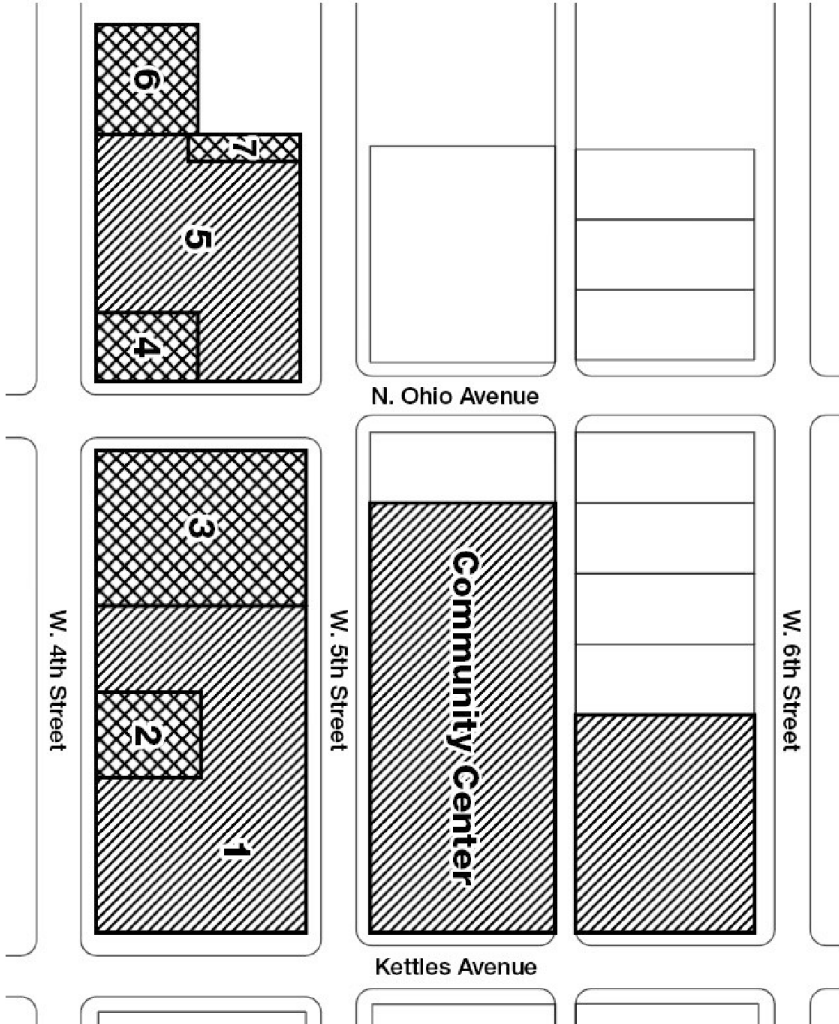 6
7
5
4
N. Ohio Avenue
3
W. 4th Street
W. 5th Street
Community Center
W. 6th Street
2
1
Kettles Avenue